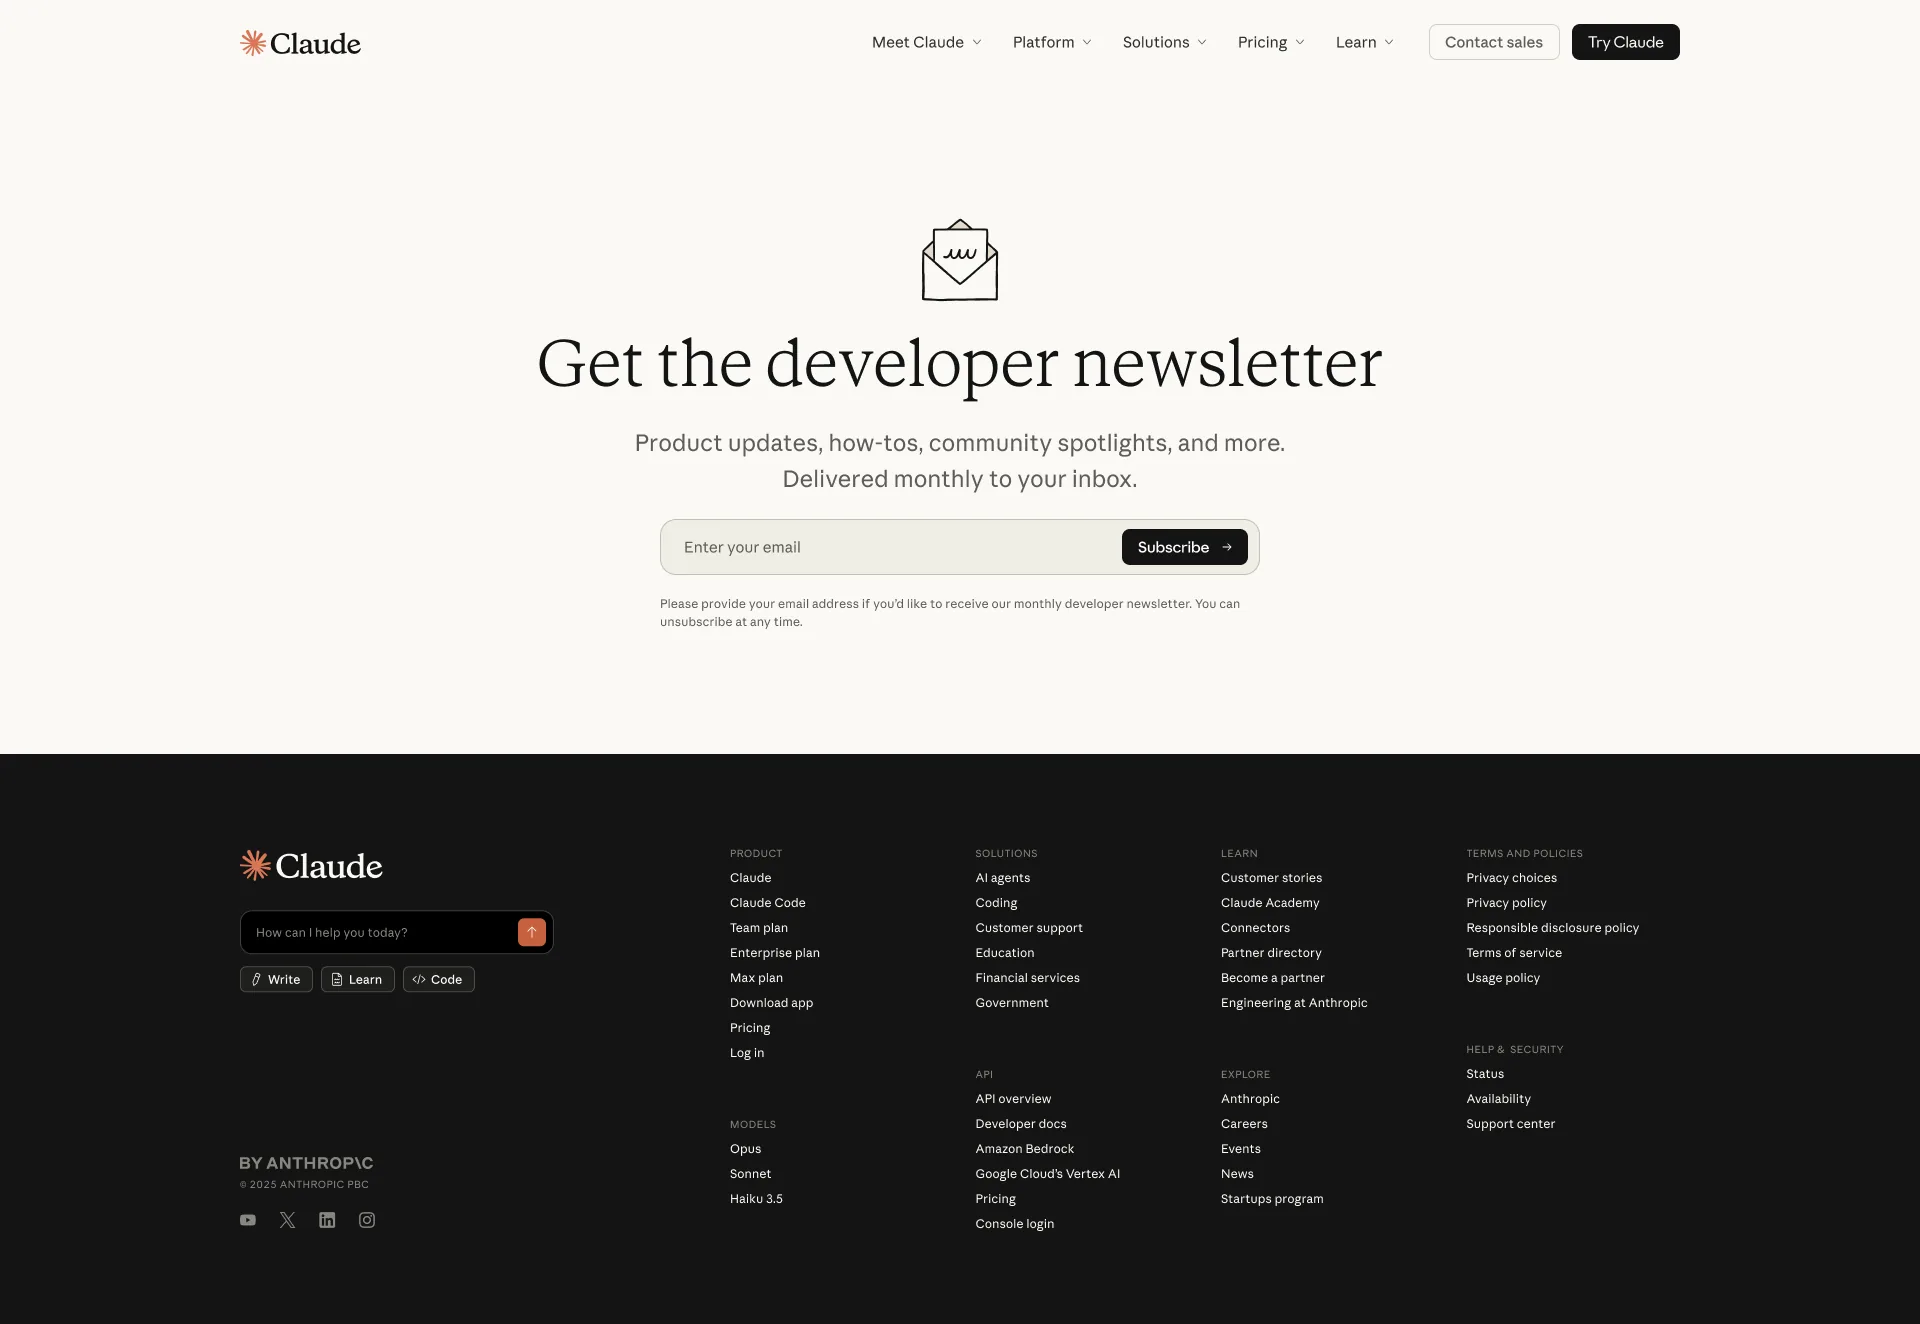 Claude
Meet Claude
Platform
Solutions
Pricing
Learn
Contact sales
Try Claude
Get the developer newsletter
Product updates, how-tos, community spotlights, and more.
Delivered monthly to your inbox.
Enter your email
Subscribe →
Please provide your email address if you'd like to receive our monthly developer newsletter. You can
unsubscribe at any time.
Claude
How can I help you today?
Write
Learn
Code
BY ANTHROP\C
© 2025 ANTHROPIC PBC
PRODUCT
Claude
Claude Code
Team plan
Enterprise plan
Max plan
Download app
Pricing
Log in
MODELS
Opus
Sonnet
Haiku 3.5
SOLUTIONS
AI agents
Coding
Customer support
Education
Financial services
Government
API
API overview
Developer docs
Amazon Bedrock
Google Cloud's Vertex AI
Pricing
Console login
LEARN
Customer stories
Claude Academy
Connectors
Partner directory
Become a partner
Engineering at Anthropic
EXPLORE
Anthropic
Careers
Events
News
Startups program
TERMS AND POLICIES
Privacy choices
Privacy policy
Responsible disclosure policy
Terms of service
Usage policy
HELP & SECURITY
Status
Availability
Support center